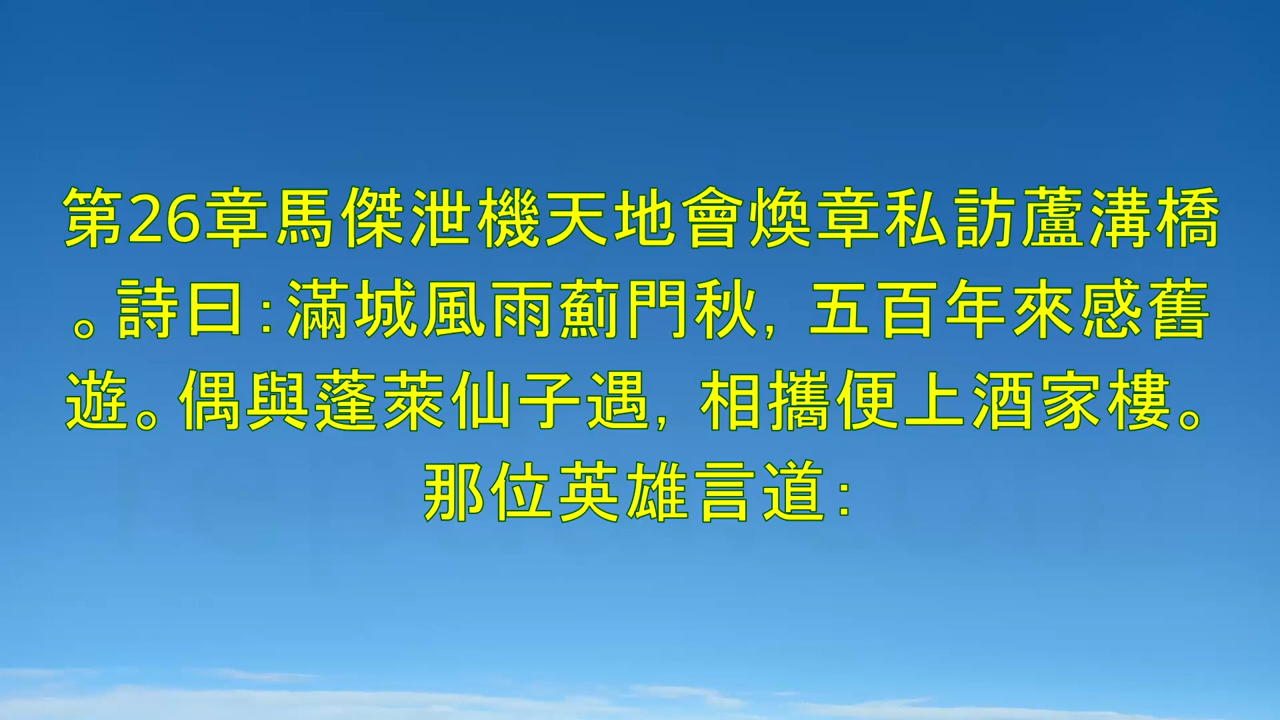 第26章馬傑泄機天地會煥章私訪蘆溝橋
。詩曰：滿城風雨薊門秋，五百年來感舊
遊。偶與蓬萊仙子遇，相攜便上酒家樓。
那位英雄言道：